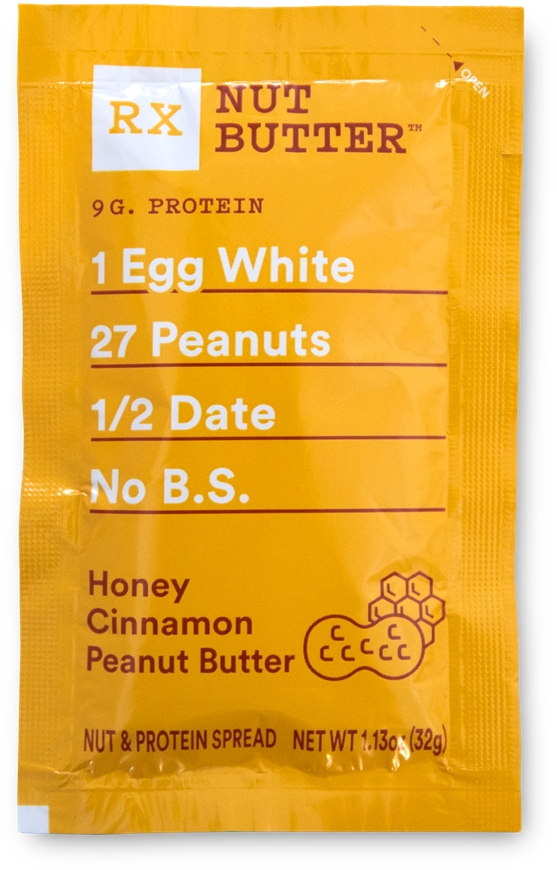 OPEN
RX
NUT
BUTTER™
9G. PROTEIN
1 Egg White
27 Peanuts
1/2 Date
No B.S.
Honey
Cinnamon
Peanut Butter
NUT & PROTEIN SPREAD NET WT 1.13oz (32g)